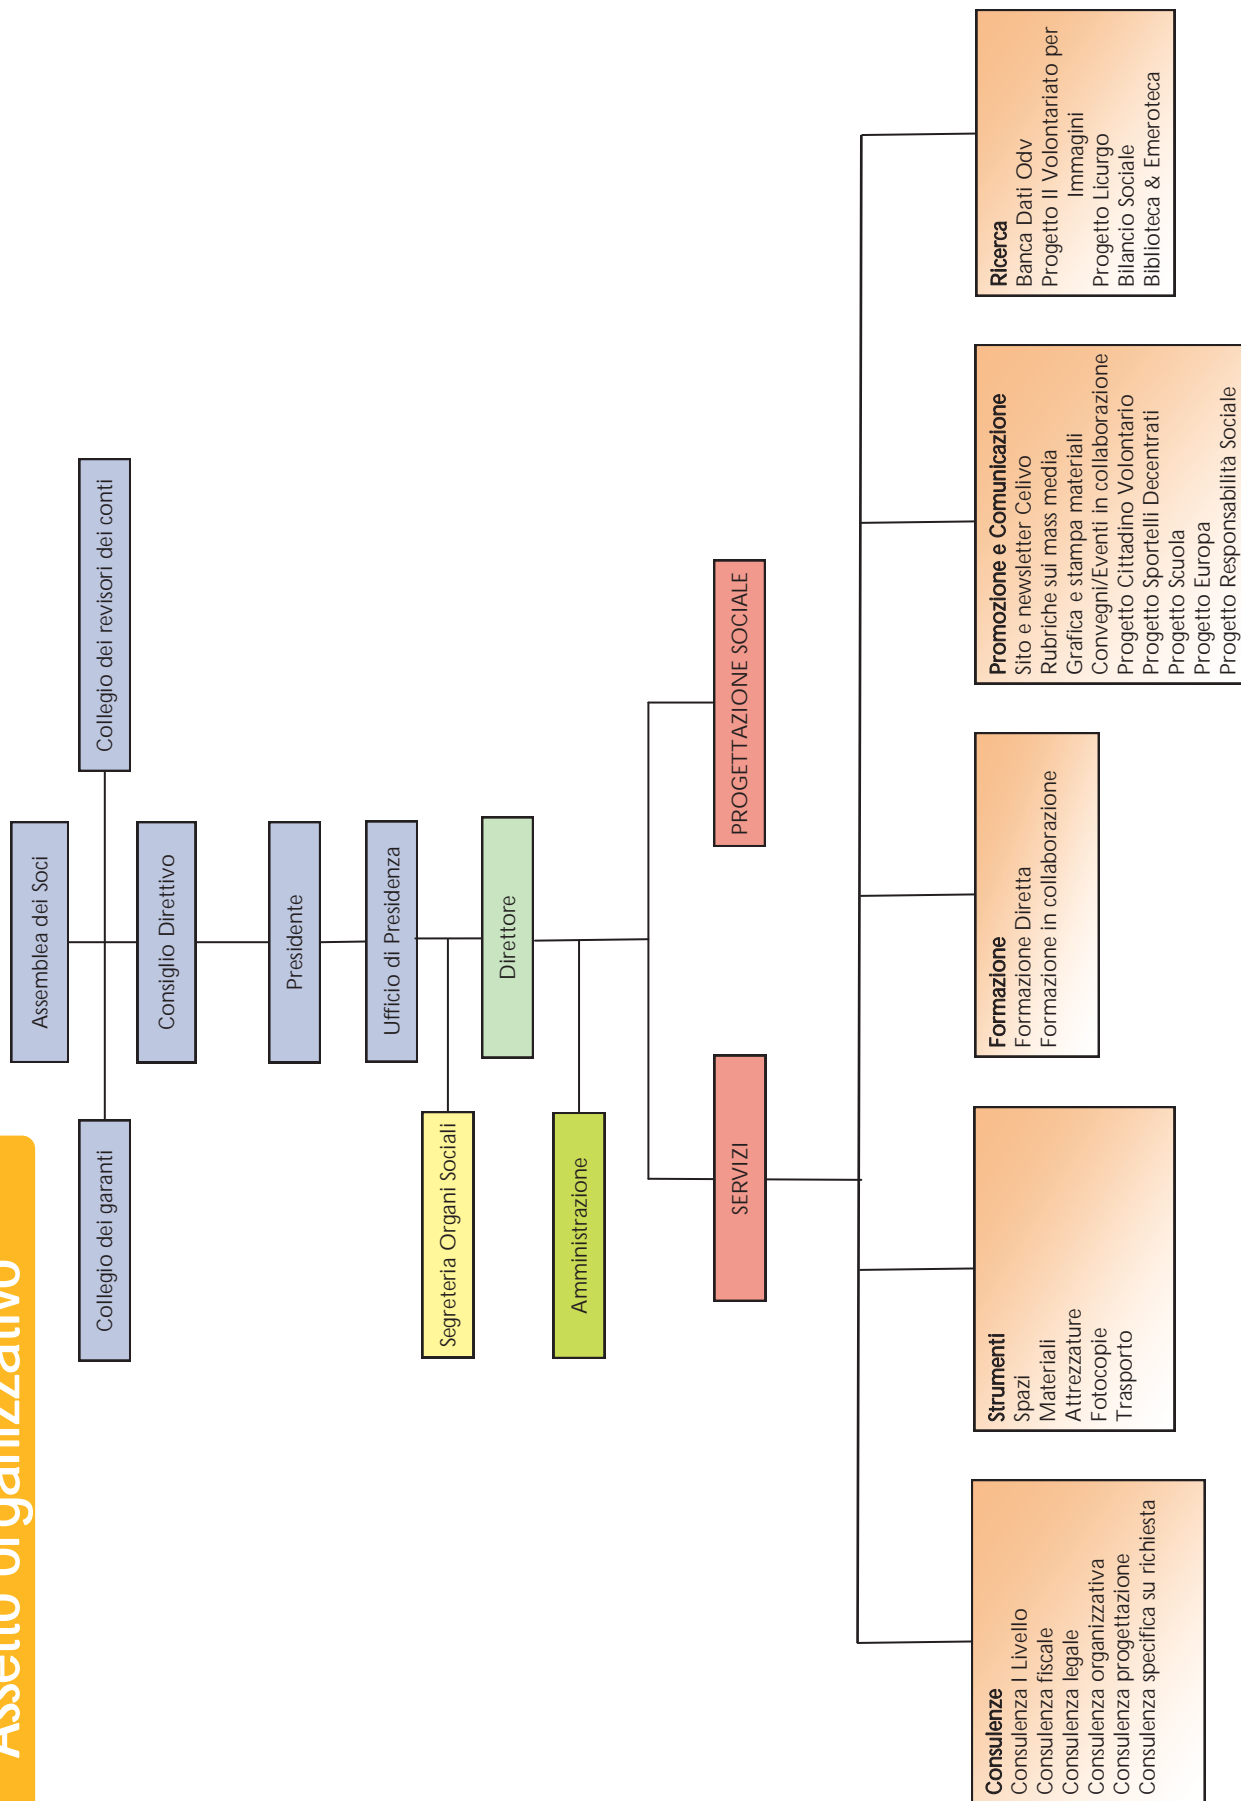 Assetto organizzativo
Assemblea dei Soci
Collegio dei garanti
Collegio dei revisori dei conti
Consiglio Direttivo
Presidente
Ufficio di Presidenza
Segreteria Organi Sociali
Direttore
Amministrazione
SERVIZI
PROGETTAZIONE SOCIALE
Consulenze
Consulenza I Livello
Consulenza fiscale
Consulenza legale
Consulenza organizzativa
Consulenza progettazione
Consulenza specifica su richiesta
Strumenti
Spazi
Materiali
Attrezzature
Fotocopie
Trasporto
Formazione
Formazione Diretta
Formazione in collaborazione
Promozione e Comunicazione
Sito e newsletter Celivo
Rubriche sui mass media
Grafica e stampa materiali
Convegni/Eventi in collaborazione
Progetto Cittadino Volontario
Progetto Sportelli Decentrati
Progetto Scuola
Progetto Europa
Progetto Responsabilità Sociale
Ricerca
Banca Dati Odv
Progetto Il Volontariato per
Immagini
Progetto Licurgo
Bilancio Sociale
Biblioteca & Emeroteca